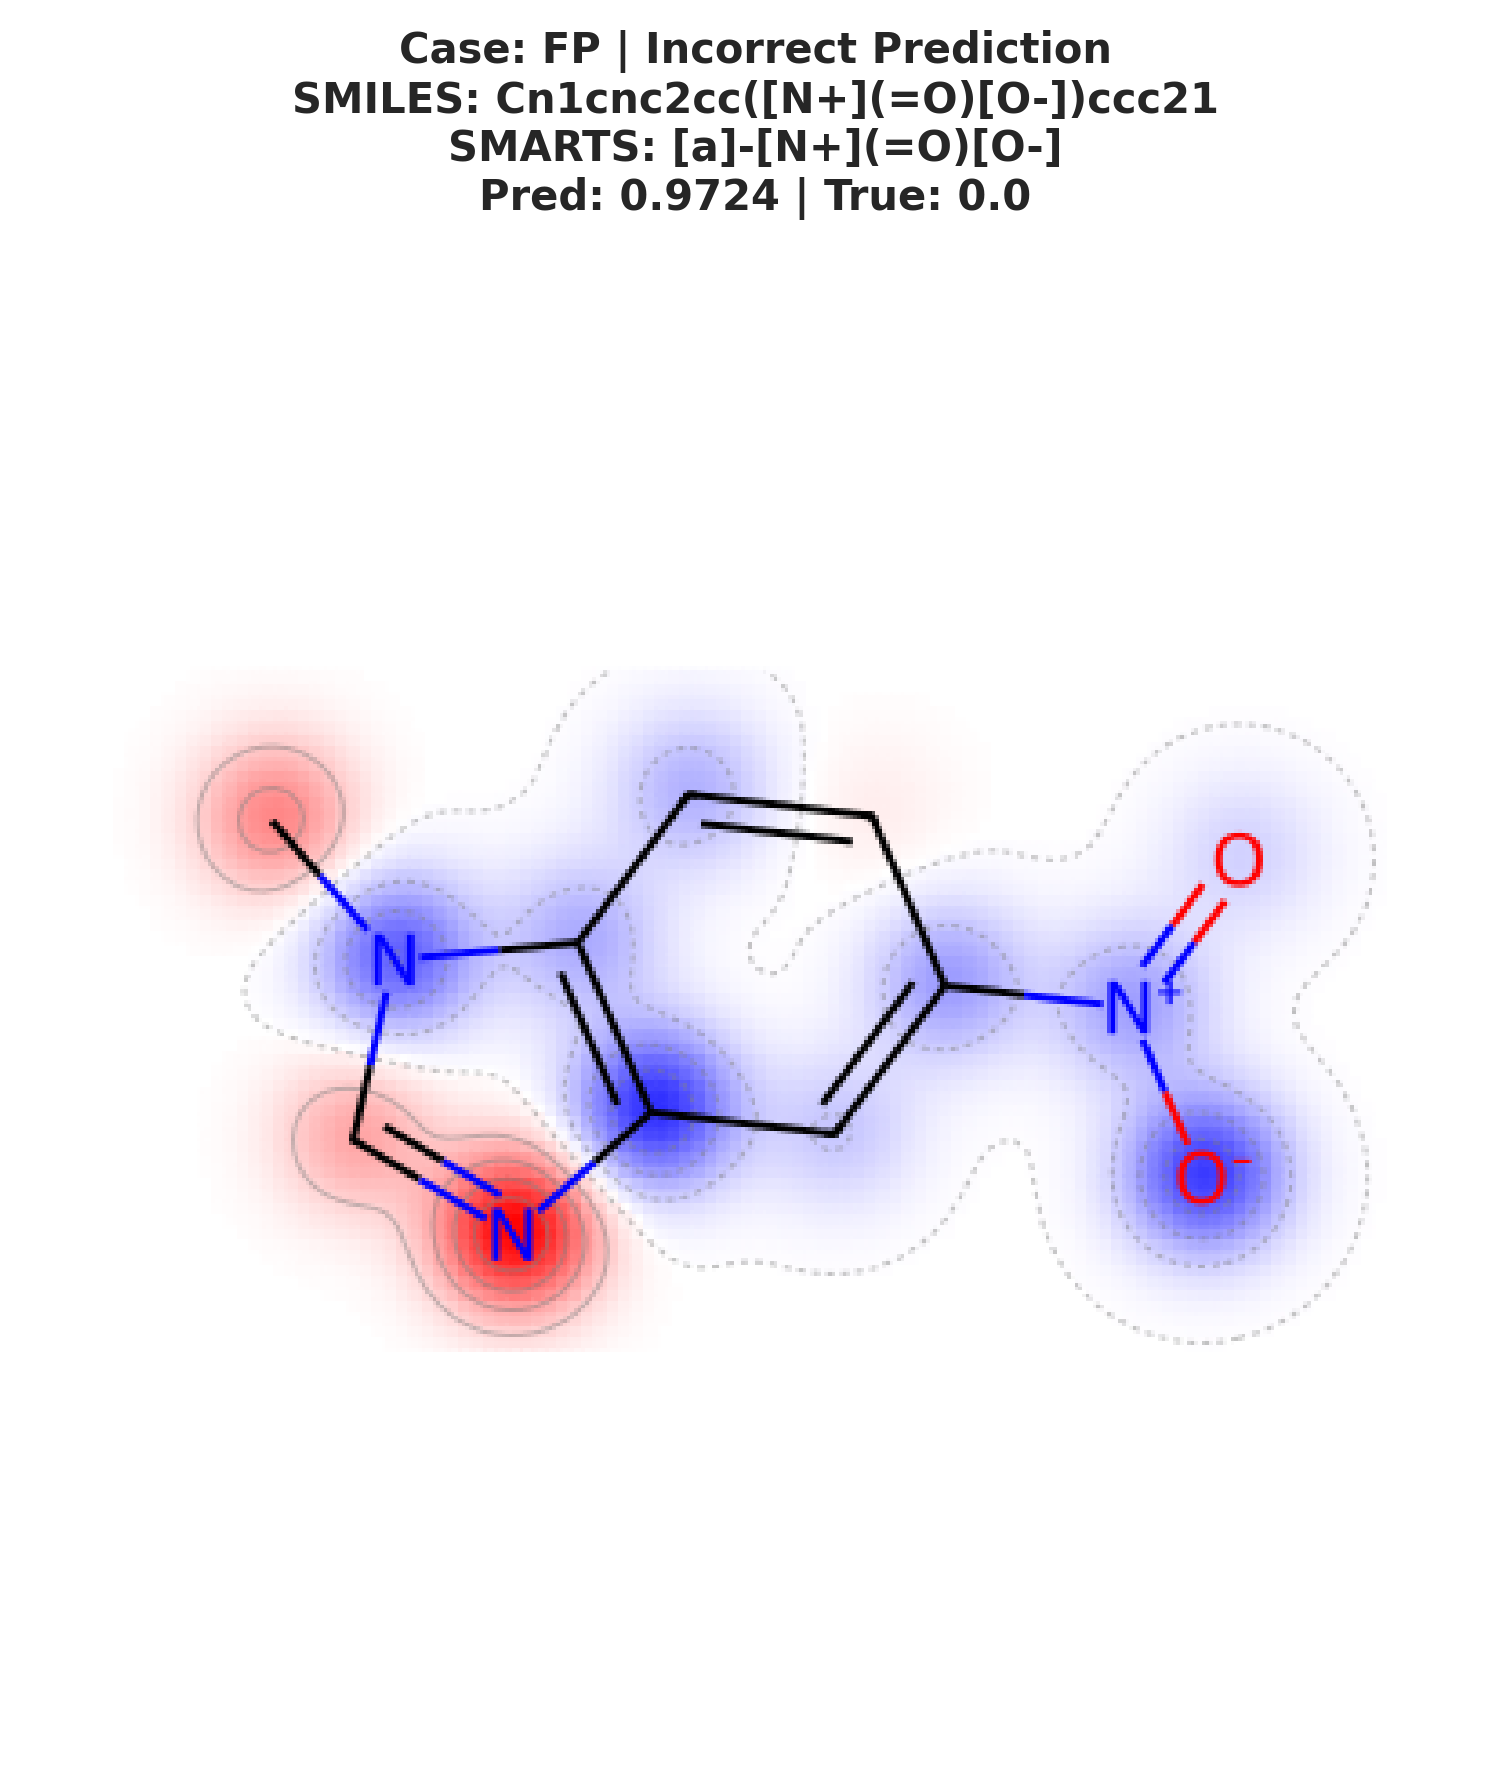 Case: FP | Incorrect Prediction
SMILES: Cn1cnc2cc([N+](=O)[O-])ccc21
SMARTS: [a]-[N+](=O)[O-]
Pred: 0.9724 | True: 0.0
O
N
N⁺
O⁻
N